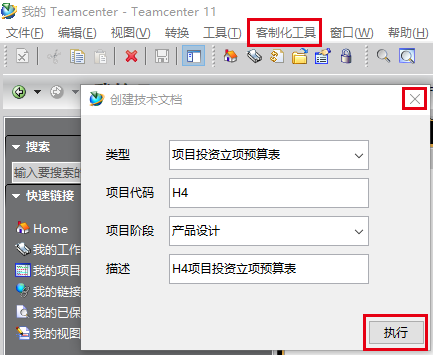 我的 Teamcenter - Teamcenter 11
文件(F) 编辑(E) 视图(V) 转换 工具(T) 客制化工具 窗口(W) 帮助(H)
创建技术文档
搜索
输入要搜索的
快速链接
Home
我的工作
我的项目
我的链接
我的已保
我的视图
类型 项目投资立项预算表
项目代码 H4
项目阶段 产品设计
描述 H4项目投资立项预算表
执行